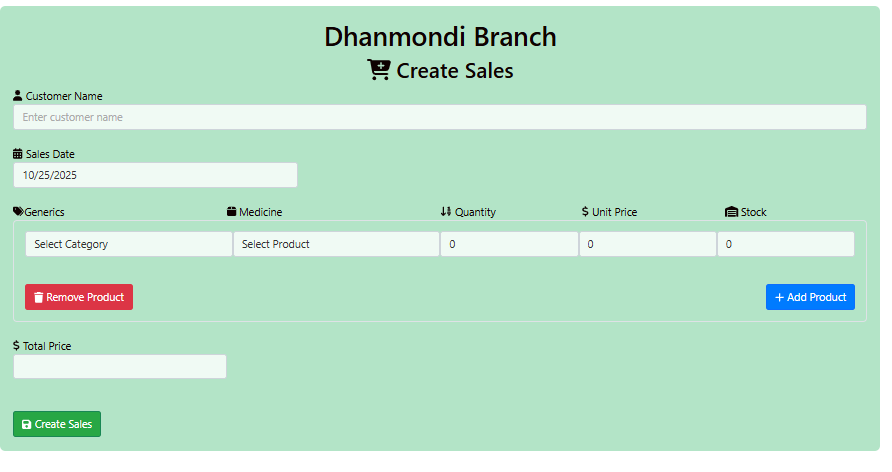 Dhanmondi Branch
Create Sales
Customer Name
Enter customer name
Sales Date
10/25/2025
Generics Medicine Quantity Unit Price Stock
Select Category Select Product 0 0 0
Remove Product + Add Product
$ Total Price
Create Sales